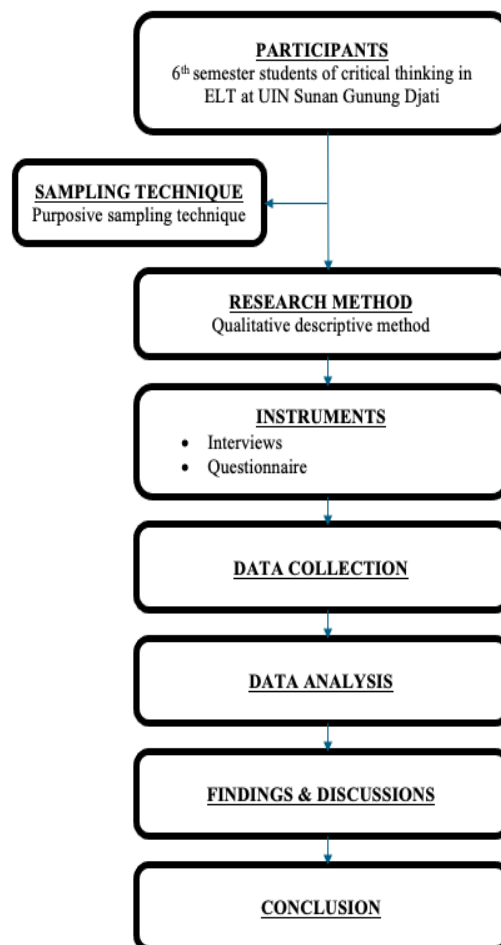 PARTICIPANTS
6th semester students of critical thinking in
ELT at UIN Sunan Gunung Djati
SAMPLING TECHNIQUE
Purposive sampling technique
RESEARCH METHOD
Qualitative descriptive method
INSTRUMENTS
• Interviews
• Questionnaire
DATA COLLECTION
DATA ANALYSIS
FINDINGS & DISCUSSIONS
CONCLUSION